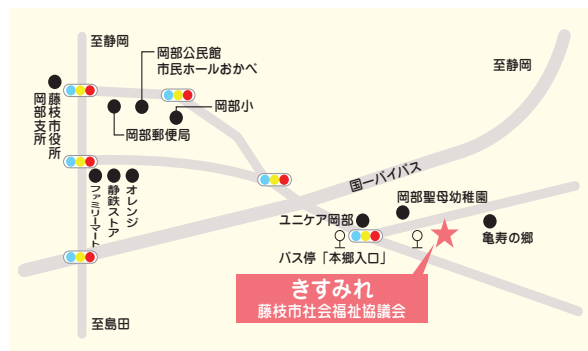 至静岡
岡部公民館
市民ホールおかべ
至静岡
岡部小
藤枝市役所
岡部支所
岡部郵便局
国一バイパス
ファミリーマート
静鉄ストア
オレンジ
岡部聖母幼稚園
ユニケア岡部
亀寿の郷
バス停「本郷入口」
きすみれ
藤枝市社会福祉協議会
至島田